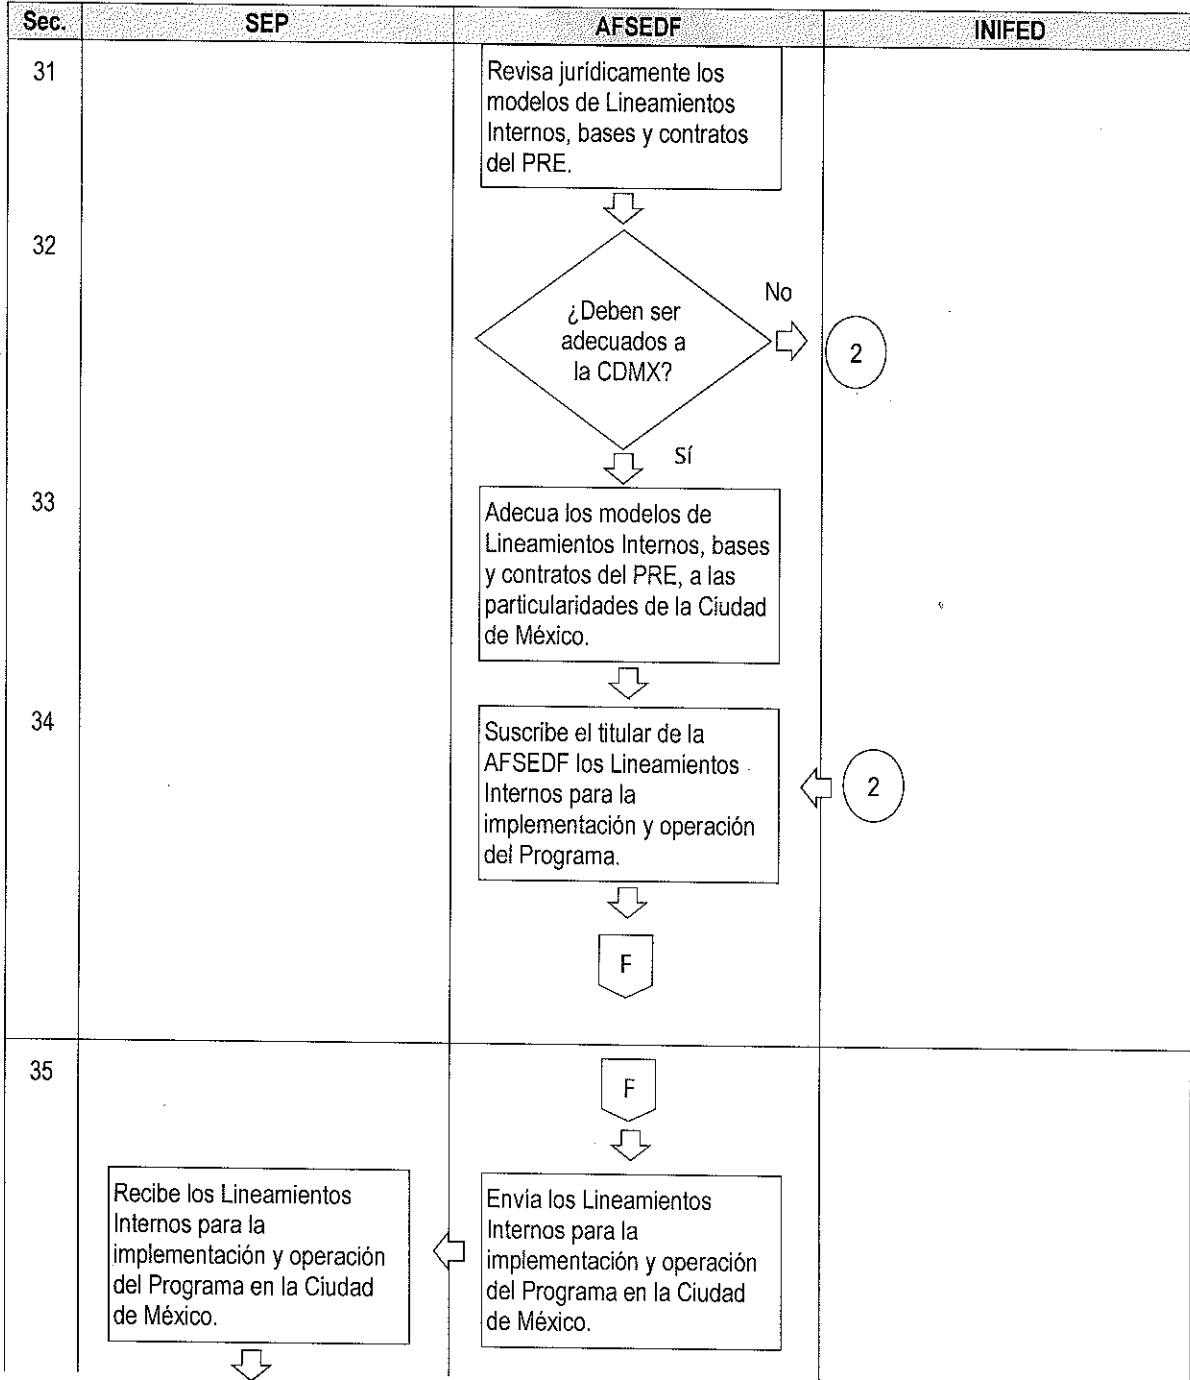 Sec. SEP AFSEDF INIFED
31
Revisa jurídicamente los
modelos de Lineamientos
Internos, bases y contratos
del PRE.
32
¿Deben ser
adecuados a
la CDMX?
No
2
Sí
33
Adecua los modelos de
Lineamientos Internos, bases
y contratos del PRE, a las
particularidades de la Ciudad
de México.
34
Suscribe el titular de la
AFSEDF los Lineamientos
Internos para la
implementación y operación
del Programa.
2
F
35
F
Recibe los Lineamientos
Internos para la
implementación y operación
del Programa en la Ciudad
de México.
Envía los Lineamientos
Internos para la
implementación y operación
del Programa en la Ciudad
de México.